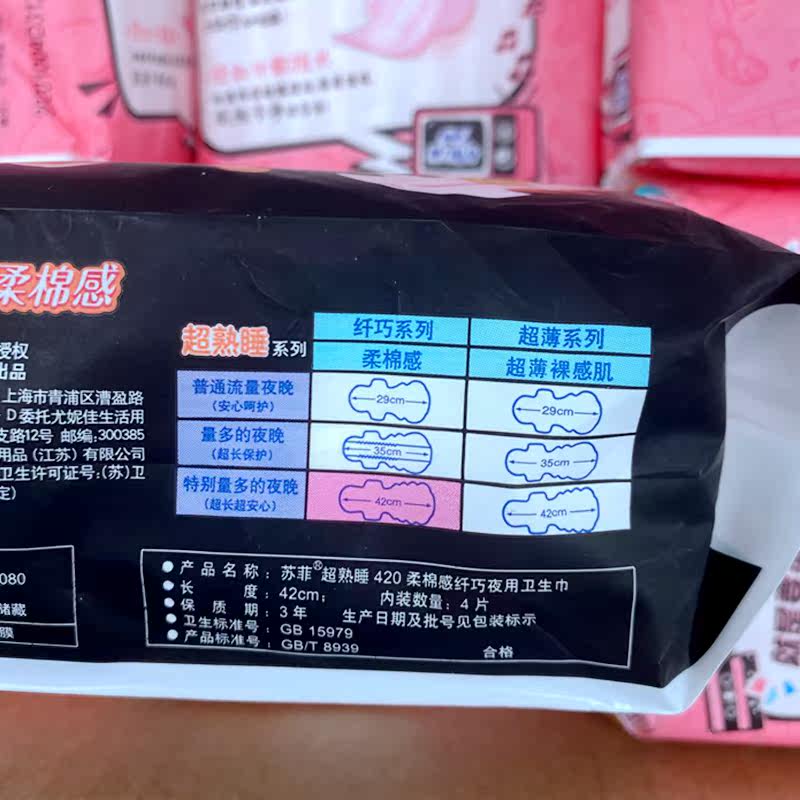 柔棉感
授权
出品
上海市青浦区漕盈路
D委托尤妮佳生活用
支路12号 邮编:300385
用品(江苏)有限公司
卫生许可证号:(苏)卫
定)
080
储藏
膜
超熟睡系列 纤巧系列 超薄系列
柔棉感 超薄裸感肌
普通流量夜晚
(安心呵护)
29cm 29cm
量多的夜晚
(超长保护)
35cm 35cm
特别量多的夜晚
(超长超安心)
42cm 42cm
产品名称:苏菲®超熟睡 420 柔棉感纤巧夜用卫生巾
长度:42cm; 内装数量:4 片
保质期:3 年 生产日期及批号见包装标示
卫生标准号:GB 15979
产品标准号:GB/T 8939
合格